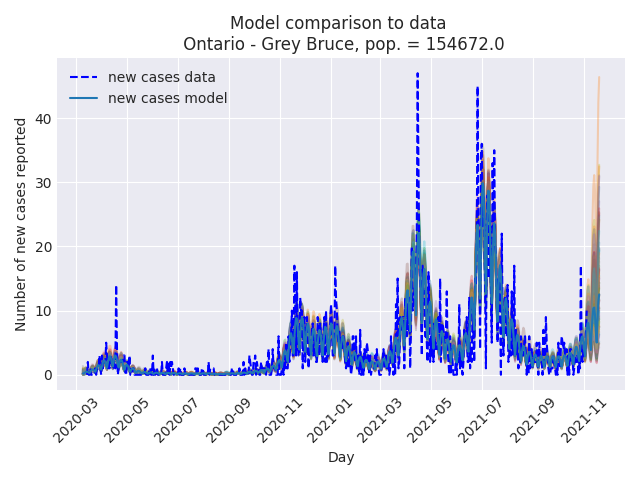 Model comparison to data
Ontario - Grey Bruce, pop. = 154672.0
new cases data
new cases model
Number of new cases reported
40
30
20
10
0
2020-03
2020-05
2020-07
2020-09
2020-11
2021-01
2021-03
2021-05
2021-07
2021-09
2021-11
Day